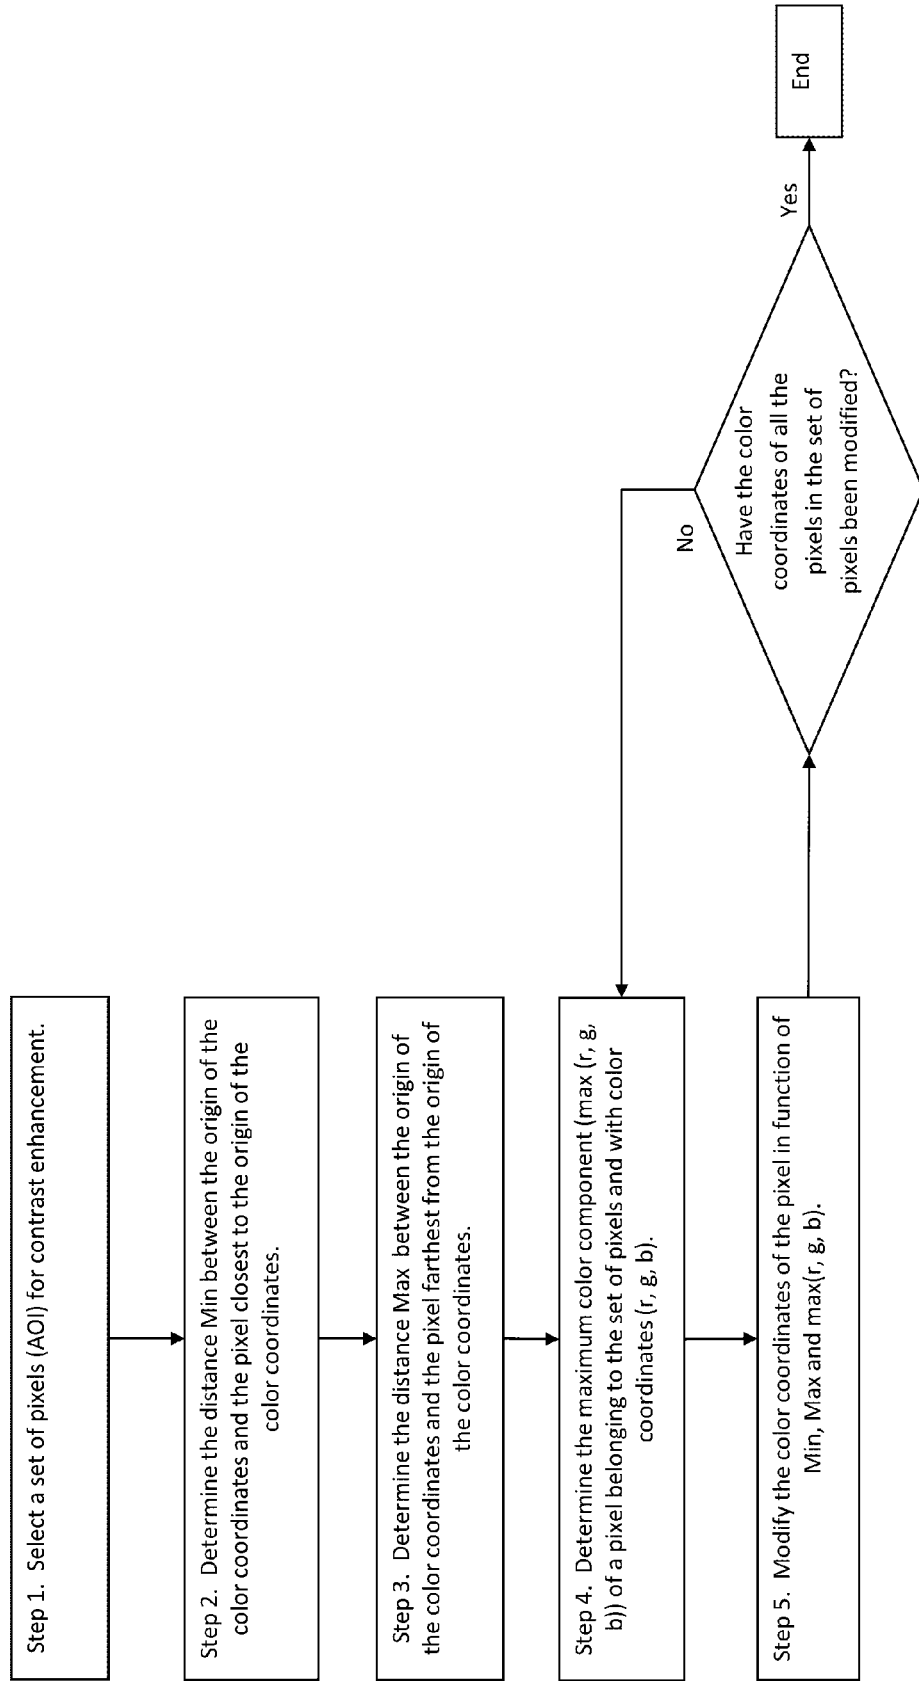 Step 1. Select a set of pixels (AOI) for contrast enhancement.
Step 2. Determine the distance Min between the origin of the
color coordinates and the pixel closest to the origin of the
color coordinates.
Step 3. Determine the distance Max between the origin of
the color coordinates and the pixel farthest from the origin of
the color coordinates.
Step 4. Determine the maximum color component (max (r, g,
b)) of a pixel belonging to the set of pixels and with color
coordinates (r, g, b).
Step 5. Modify the color coordinates of the pixel in function of
Min, Max and max(r, g, b).
No
Have the color
coordinates of all the
pixels in the set of
pixels been modified?
Yes
End